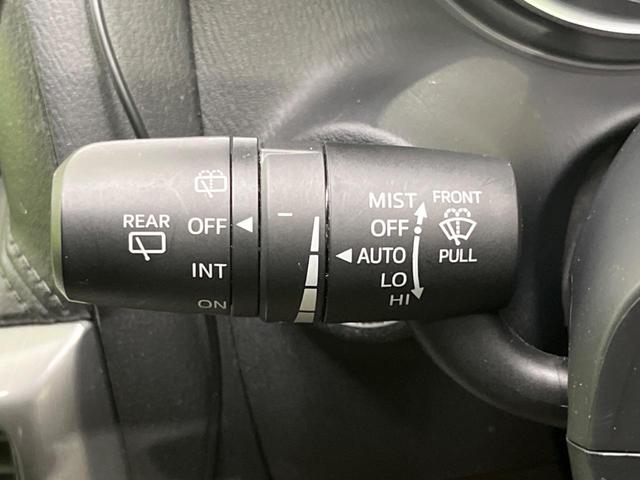 REAR
OFF
INT
ON
MIST
OFF
AUTO
LO
HI
FRONT
PULL